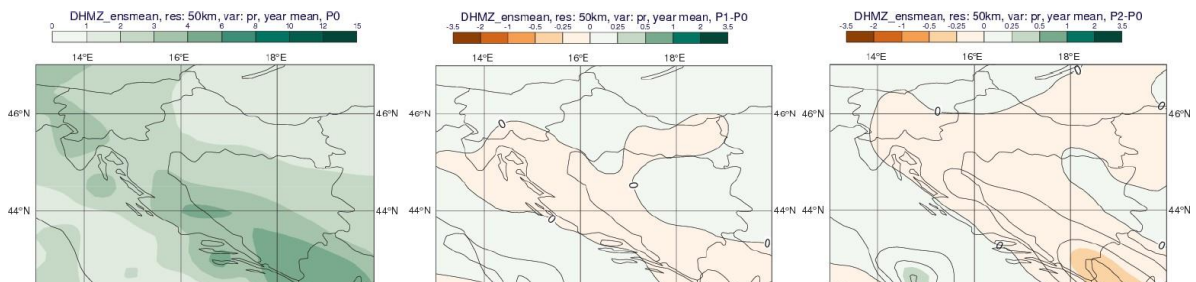 DHMZ_ensmean, res: 50km, var: pr, year mean, P0
0 1 2 3 4 6 8 10 12 15
14°E 16°E 18°E
46°N 46°N
44°N 44°N
DHMZ_ensmean, res: 50km, var: pr, year mean, P1-P0
-3.5 -2 -1 -0.5 -0.25 0 0.25 0.5 1 2 3.5
14°E 16°E 18°E
46°N 46°N
44°N 44°N
0 0 0 0
DHMZ_ensmean, res: 50km, var: pr, year mean, P2-P0
-3.5 -2 -1 -0.5 -0.25 0 0.25 0.5 1 2 3.5
14°E 16°E 18°E
46°N
44°N
0 0 0 0 0